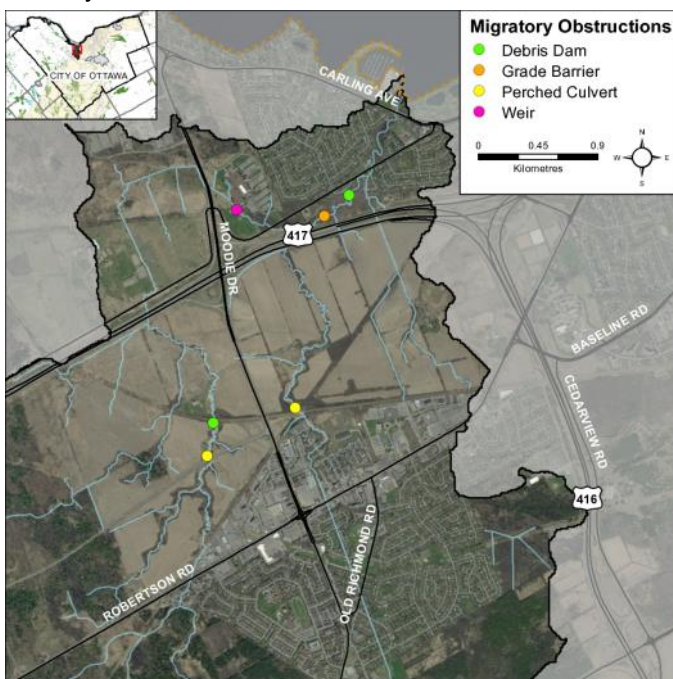 CITY OF OTTAWA
Migratory Obstructions
Debris Dam
Grade Barrier
Perched Culvert
Weir
0 0.45 0.9
Kilometres
N
W E
S
CARLING AVE
417
MOODIE DR
BASELINE RD
CEDARVIEW RD
416
OLD RICHMOND RD
ROBERTSON RD